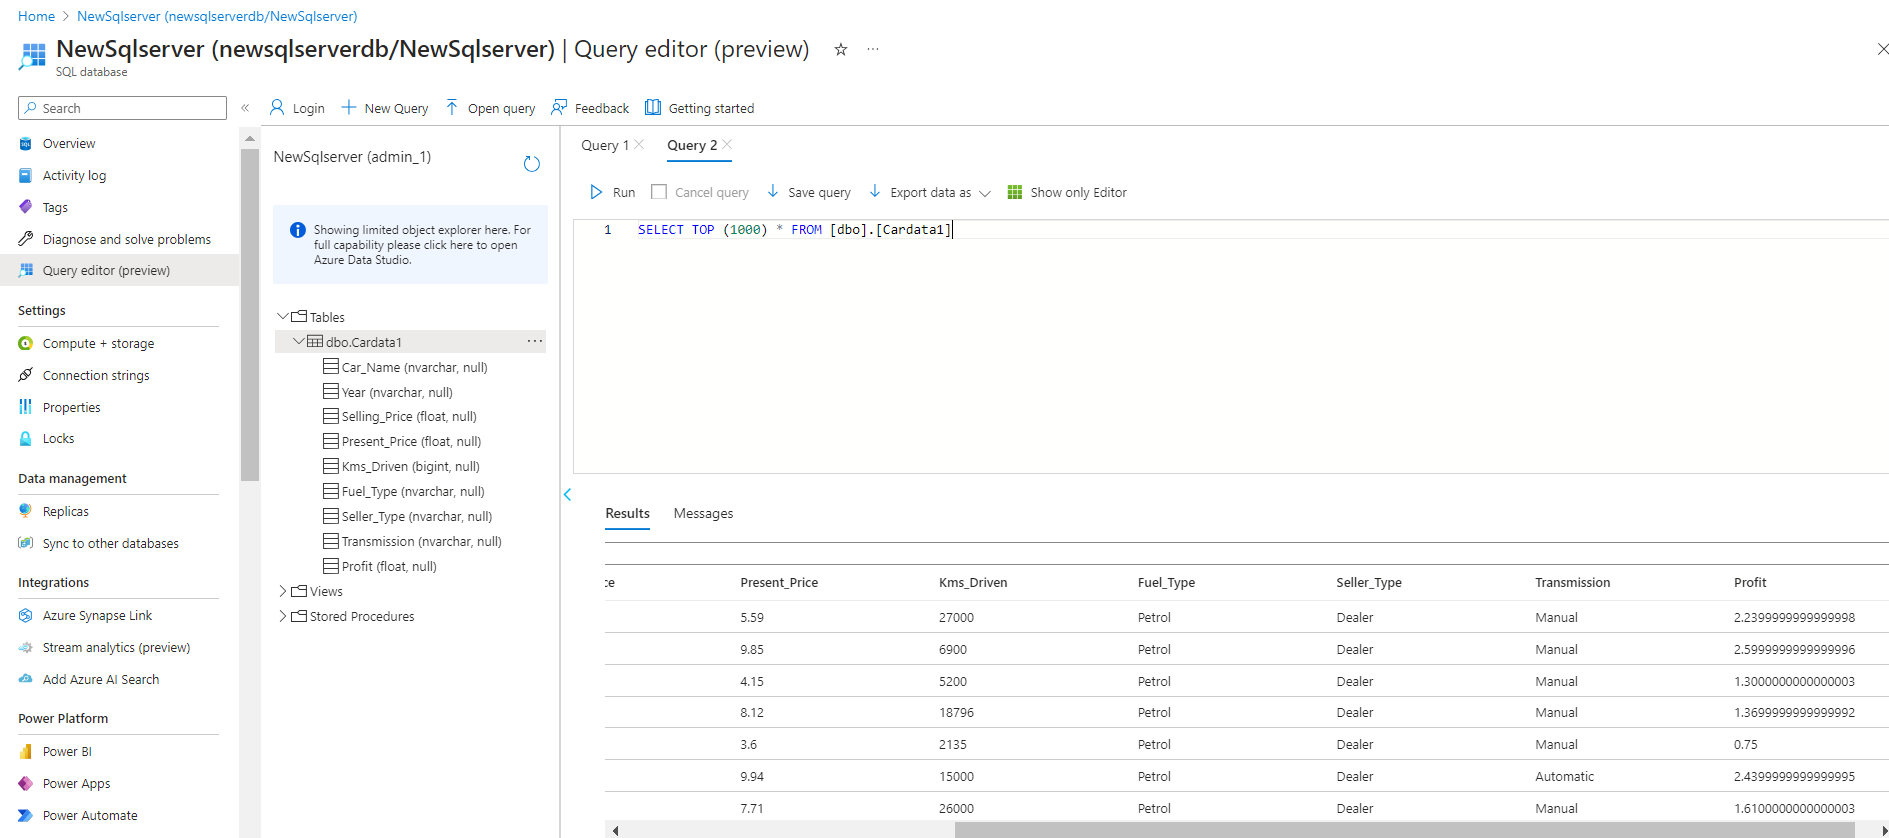 Home > NewSqlserver (newsqlserverdb/NewSqlserver)
NewSqlserver (newsqlserverdb/NewSqlserver) | Query editor (preview)
SQL database
Search
Overview
Activity log
Tags
Diagnose and solve problems
Query editor (preview)
Settings
Compute + storage
Connection strings
Properties
Locks
Data management
Replicas
Sync to other databases
Integrations
Azure Synapse Link
Stream analytics (preview)
Add Azure AI Search
Power Platform
Power BI
Power Apps
Power Automate
Login New Query Open query Feedback Getting started
NewSqlserver (admin_1)
Showing limited object explorer here. For
full capability please click here to open
Azure Data Studio.
Tables
dbo.Cardata1 ...
Car_Name (nvarchar, null)
Year (nvarchar, null)
Selling_Price (float, null)
Present_Price (float, null)
Kms_Driven (bigint, null)
Fuel_Type (nvarchar, null)
Seller_Type (nvarchar, null)
Transmission (nvarchar, null)
Profit (float, null)
Views
Stored Procedures
Query 1 Query 2
Run Cancel query Save query Export data as Show only Editor
1 SELECT TOP (1000) * FROM [dbo].[Cardata1]
Results Messages
ce Present_Price Kms_Driven Fuel_Type Seller_Type Transmission Profit
5.59 27000 Petrol Dealer Manual 2.2399999999999998
9.85 6900 Petrol Dealer Manual 2.5999999999999996
4.15 5200 Petrol Dealer Manual 1.3000000000000003
8.12 18796 Petrol Dealer Manual 1.3699999999999992
3.6 2135 Petrol Dealer Manual 0.75
9.94 15000 Petrol Dealer Automatic 2.4399999999999995
7.71 26000 Petrol Dealer Manual 1.6100000000000003